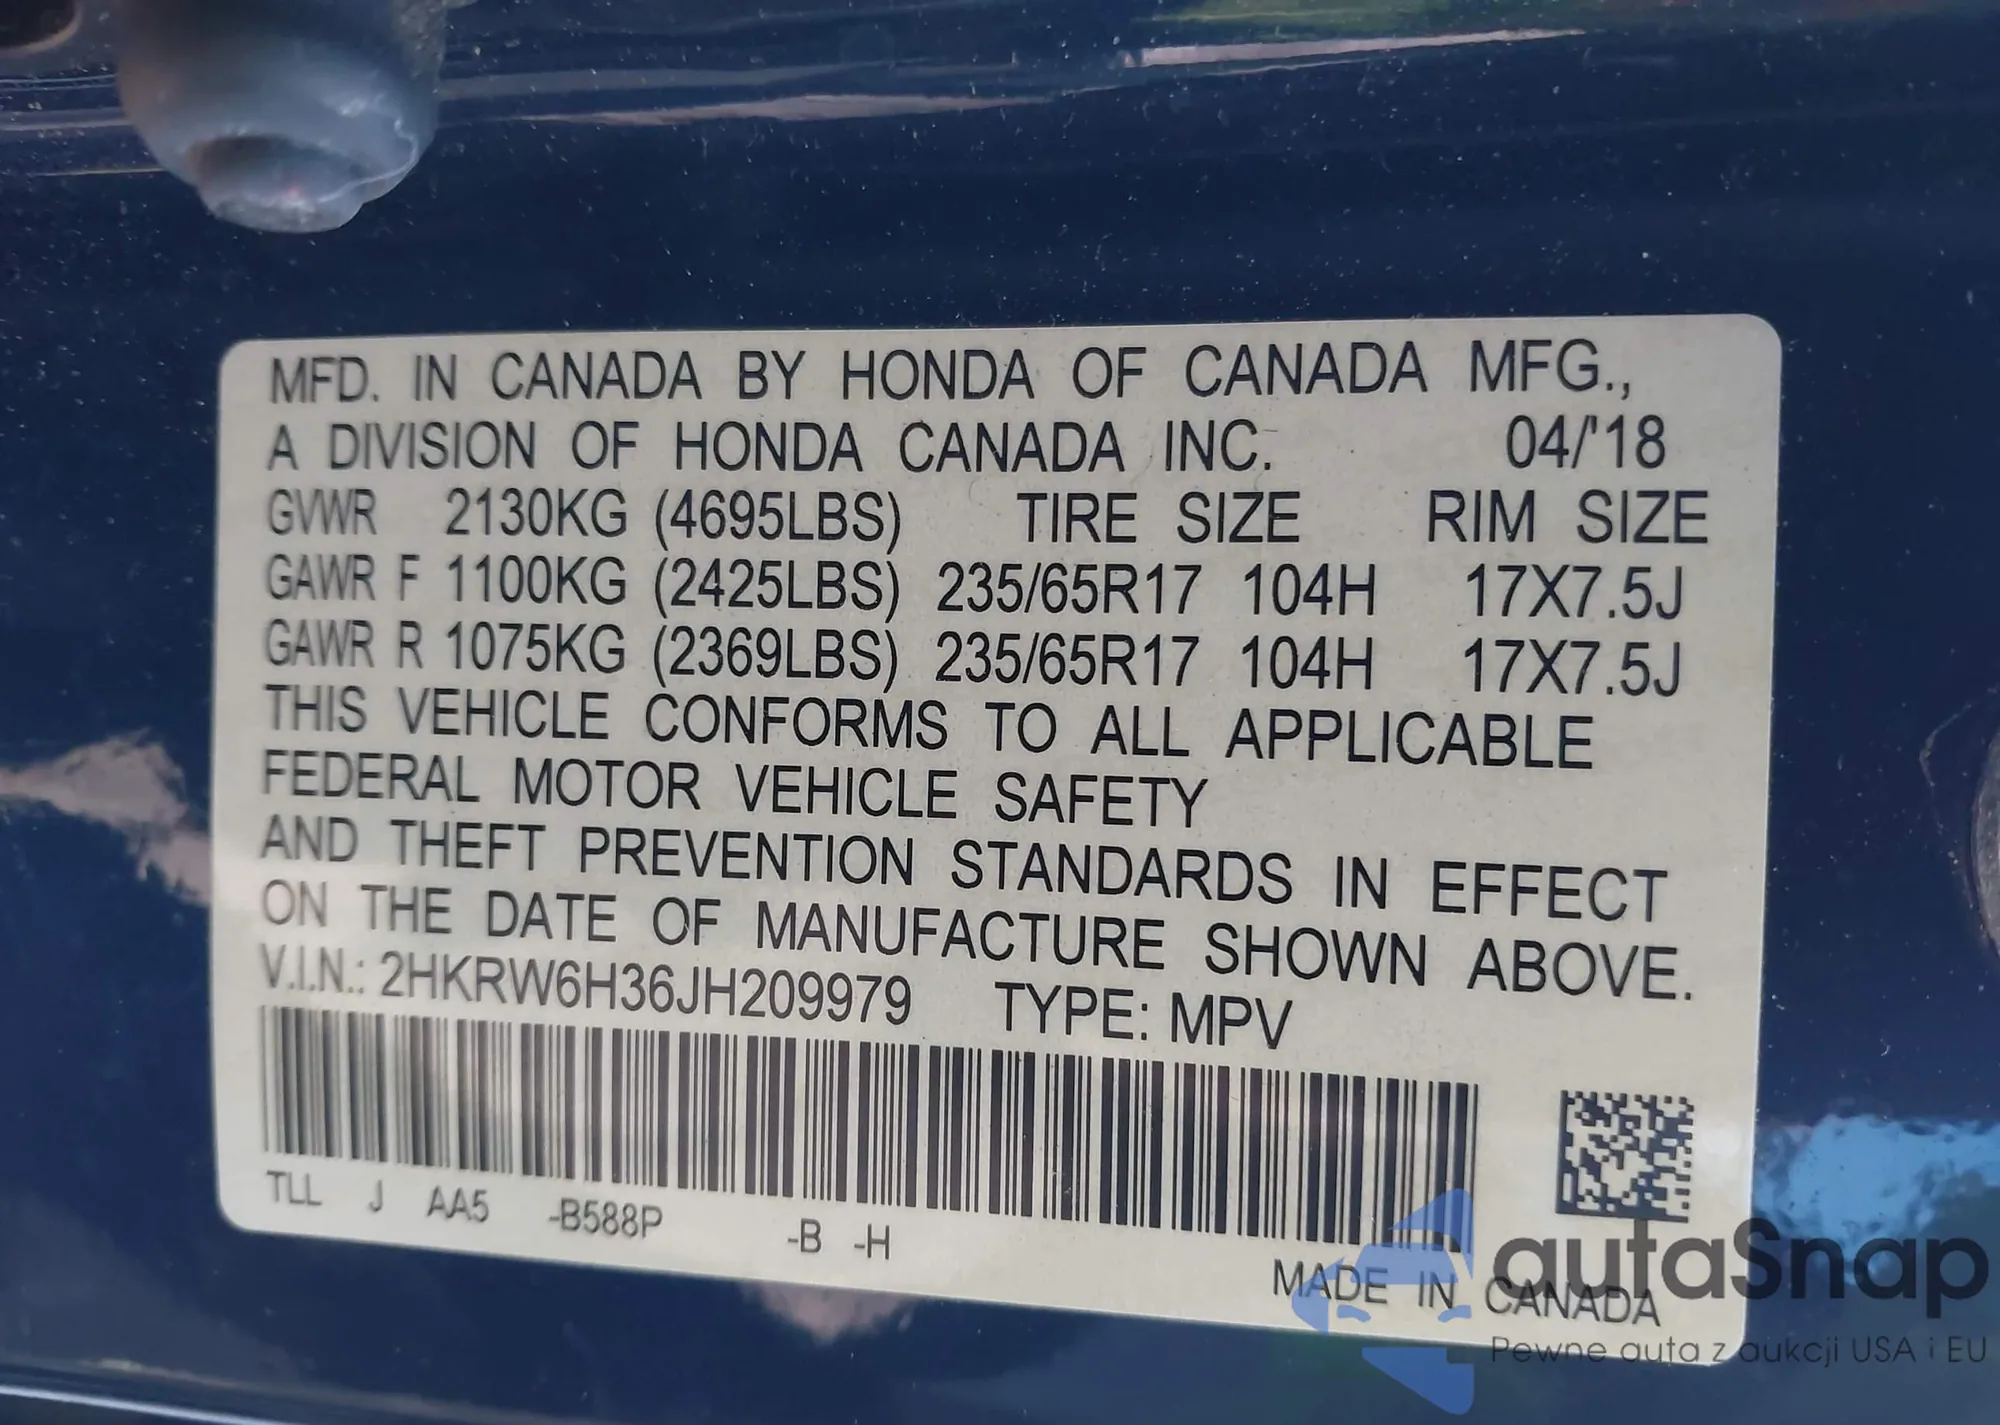 MFD. IN CANADA BY HONDA OF CANADA MFG.,
A DIVISION OF HONDA CANADA INC. 04/'18
GVWR 2130KG (4695LBS) TIRE SIZE RIM SIZE
GAWR F 1100KG (2425LBS) 235/65R17 104H 17X7.5J
GAWR R 1075KG (2369LBS) 235/65R17 104H 17X7.5J
THIS VEHICLE CONFORMS TO ALL APPLICABLE
FEDERAL MOTOR VEHICLE SAFETY
AND THEFT PREVENTION STANDARDS IN EFFECT
ON THE DATE OF MANUFACTURE SHOWN ABOVE.
V.I.N.: 2HKRW6H36JH209979 TYPE: MPV
TLL J AA5 -B588P -B -H
MADE IN CANADA
autaSnap
Pewne auta z aukcji USA i EU